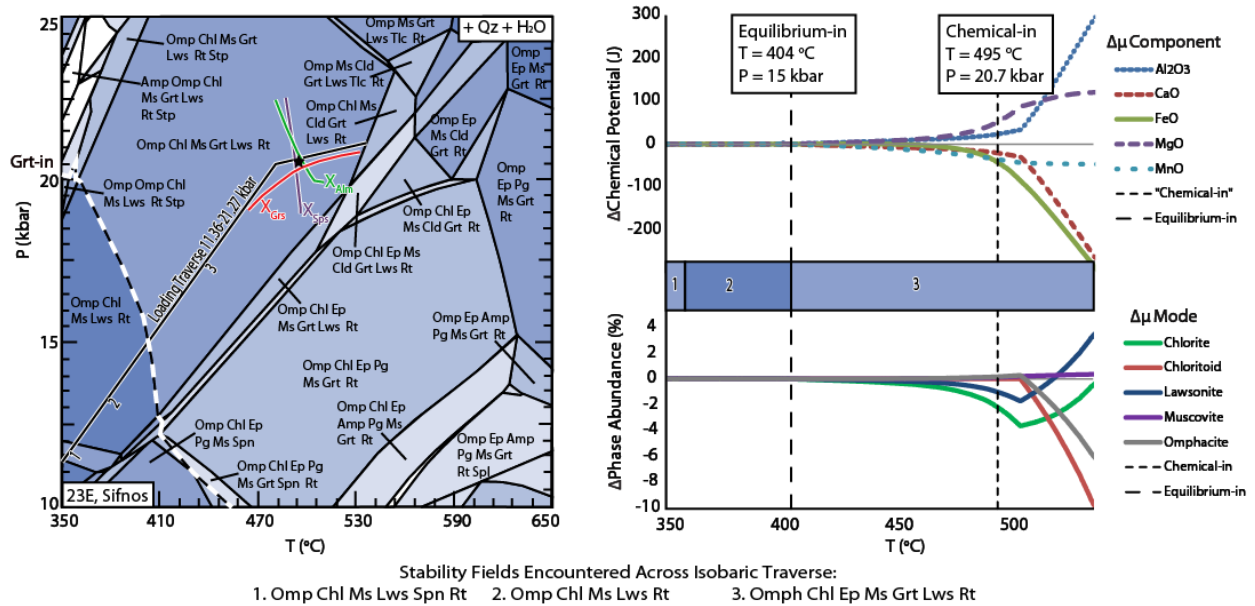 25
20
15
10
Grt-in
P (kbar)
350
410
470
530
590
650
T (°C)
+ Qz + H2O
Omp Chl Ms Grt
Lws Rt Stp
Amp Omp Chl
Ms Grt Lws
Rt Stp
Omp Chl Ms Grt Lws Rt
Omp Omp Chl
Ms Lws Rt Stp
Omp Ms Grt
Lws Tlc Rt
Omp Ms Cld
Grt Lws Tlc Rt
Omp Chl Ms
Cld Grt
Lws Rt
Omp
Ep Ms
Grt Rt
Omp Ep
Ms Cld
Grt Rt
Omp
Ep Pg
Ms Grt
Rt
XAlm
XGrs
XSps
Loading Traverse 11.36-21.27 kbar
1
2
3
Omp Chl Ep
Ms Cld Grt Rt
Omp Chl Ep Ms
Cld Grt Lws Rt
Omp Chl
Ms Lws Rt
Omp Chl Ep
Ms Grt Lws Rt
Omp Ep Amp
Pg Ms Grt Rt
Omp Chl Ep Pg
Ms Grt Rt
Omp Chl Ep
Amp Pg Ms
Grt Rt
Omp Chl Ep
Pg Ms Spn
Omp Chl Ep Pg
Ms Grt Spn Rt
Omp Ep Amp
Pg Ms Grt
Rt Spl
23E, Sifnos
Equilibrium-in
T = 404 ºC
P = 15 kbar
Chemical-in
T = 495 ºC
P = 20.7 kbar
ΔChemical Potential (J)
300
200
100
0
-100
-200
Δμ Component
Al2O3
CaO
FeO
MgO
MnO
"Chemical-in"
Equilibrium-in
1
2
3
ΔPhase Abundance (%)
4
2
0
-2
-4
-6
-8
-10
350
400
450
500
T (°C)
Δμ Mode
Chlorite
Chloritoid
Lawsonite
Muscovite
Omphacite
Chemical-in
Equilibrium-in
Stability Fields Encountered Across Isobaric Traverse:
1. Omp Chl Ms Lws Spn Rt 2. Omp Chl Ms Lws Rt 3. Omph Chl Ep Ms Grt Lws Rt